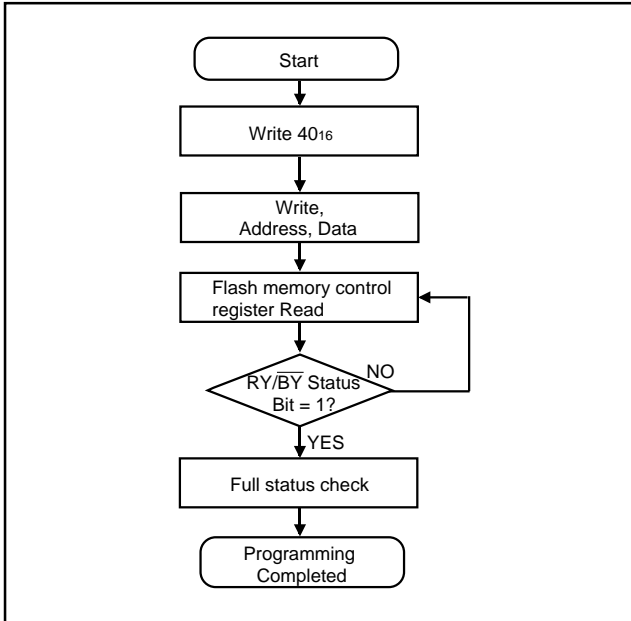 Start
Write 40₁₆
Write,
Address, Data
Flash memory control
register Read
RY/B̅Y̅ Status
Bit = 1?
NO
YES
Full status check
Programming
Completed